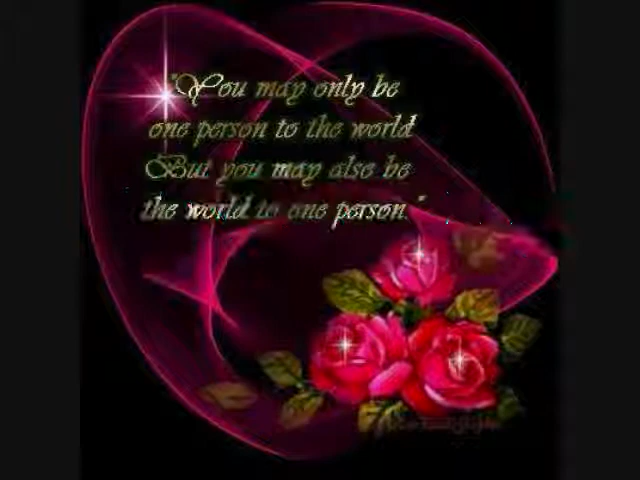 "You may only be
one person to the world
But you may also be
the world to one person."